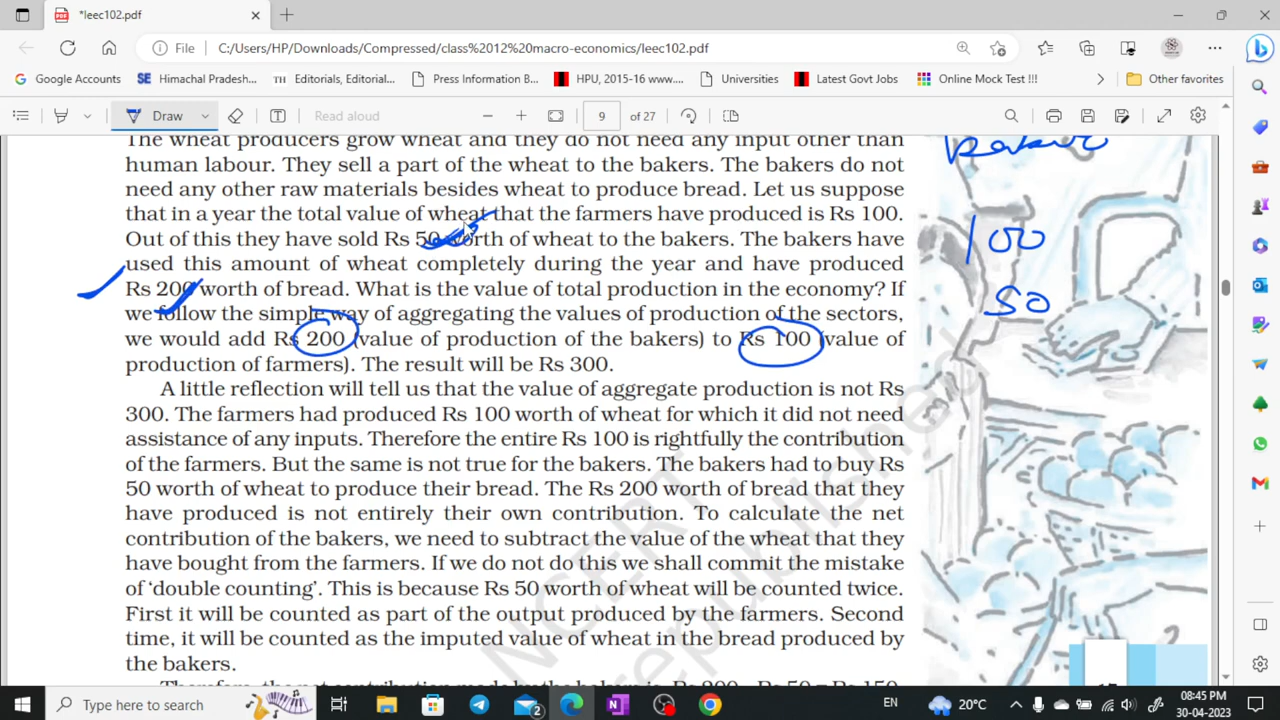 *leec102.pdf
File
C:/Users/HP/Downloads/Compressed/class%2012%20macro-economics/leec102.pdf
Google Accounts
SE Himachal Pradesh...
TH Editorials, Editorial...
Press Information B...
HPU, 2015-16 www....
Universities
Latest Govt Jobs
Online Mock Test !!!
Other favorites
Draw
Read aloud
9 of 27
The wheat producers grow wheat and they do not need any input other than
human labour. They sell a part of the wheat to the bakers. The bakers do not
need any other raw materials besides wheat to produce bread. Let us suppose
that in a year the total value of wheat that the farmers have produced is Rs 100.
Out of this they have sold Rs 50 worth of wheat to the bakers. The bakers have
used this amount of wheat completely during the year and have produced
Rs 200 worth of bread. What is the value of total production in the economy? If
we follow the simple way of aggregating the values of production of the sectors,
we would add Rs 200 (value of production of the bakers) to Rs 100 (value of
production of farmers). The result will be Rs 300.
A little reflection will tell us that the value of aggregate production is not Rs
300. The farmers had produced Rs 100 worth of wheat for which it did not need
assistance of any inputs. Therefore the entire Rs 100 is rightfully the contribution
of the farmers. But the same is not true for the bakers. The bakers had to buy Rs
50 worth of wheat to produce their bread. The Rs 200 worth of bread that they
have produced is not entirely their own contribution. To calculate the net
contribution of the bakers, we need to subtract the value of the wheat that they
have bought from the farmers. If we do not do this we shall commit the mistake
of ‘double counting’. This is because Rs 50 worth of wheat will be counted twice.
First it will be counted as part of the output produced by the farmers. Second
time, it will be counted as the imputed value of wheat in the bread produced by
the bakers.
100
50
NCERT
republished
Type here to search
2
20°C
EN
08:45 PM
30-04-2023